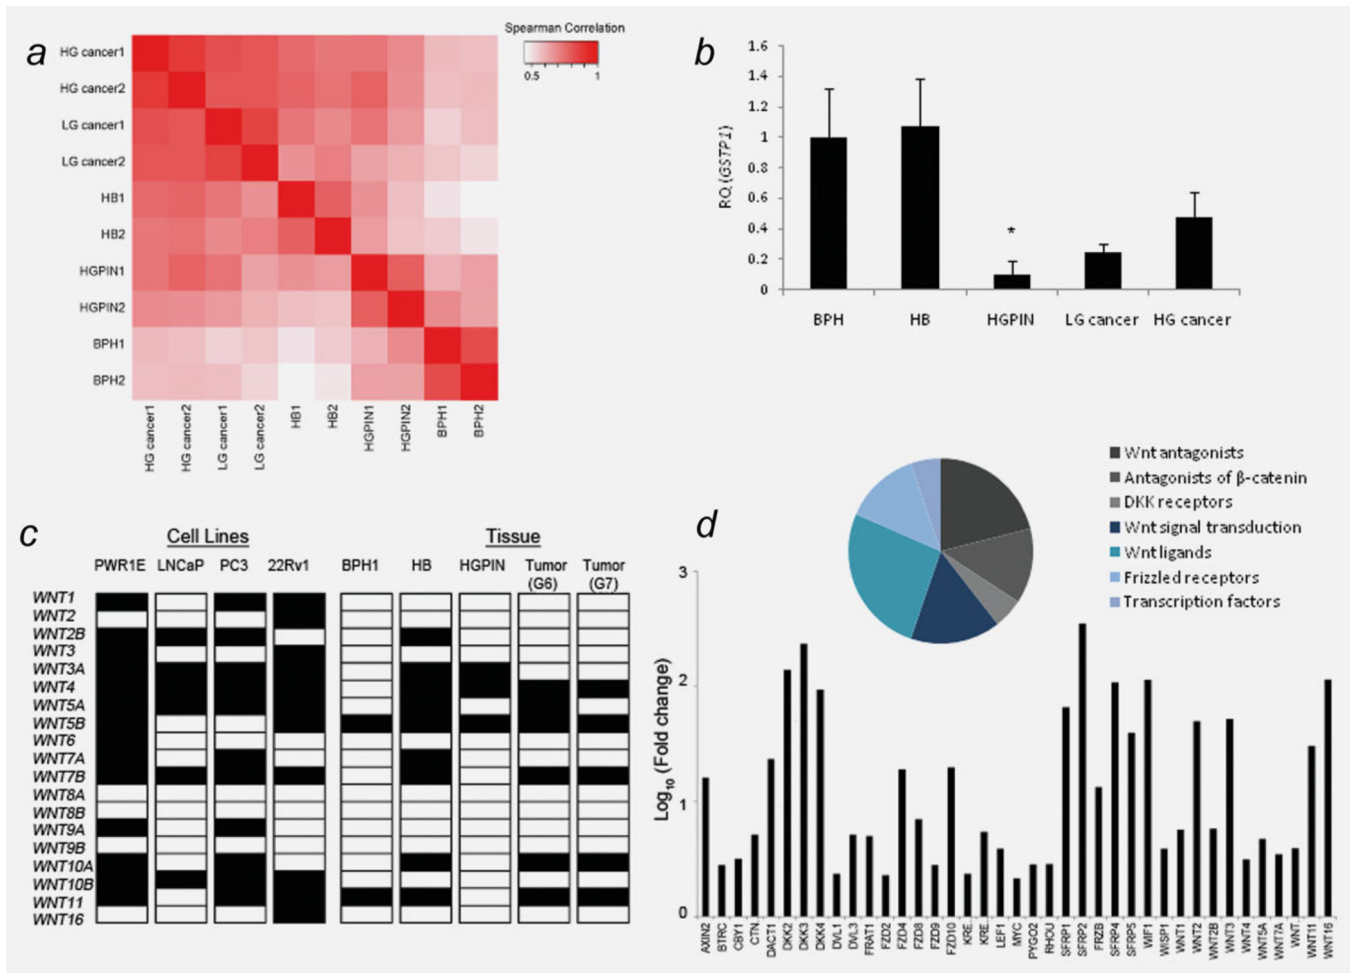 a
Spearman Correlation
0.5 1
HG cancer1
HG cancer2
LG cancer1
LG cancer2
HB1
HB2
HGPIN1
HGPIN2
BPH1
BPH2
HG cancer1 HG cancer2 LG cancer1 LG cancer2 HB1 HB2 HGPIN1 HGPIN2 BPH1 BPH2
b
RQ (GSTP1)
1.6
1.4
1.2
1
0.8
0.6
0.4
0.2
0
*
BPH HB HGPIN LG cancer HG cancer
c
Cell Lines Tissue
PWR1E LNCaP PC3 22Rv1 BPH1 HB HGPIN Tumor (G6) Tumor (G7)
WNT1
WNT2
WNT2B
WNT3
WNT3A
WNT4
WNT5A
WNT5B
WNT6
WNT7A
WNT7B
WNT8A
WNT8B
WNT9A
WNT9B
WNT10A
WNT10B
WNT11
WNT16
d
Wnt antagonists
Antagonists of β-catenin
DKK receptors
Wnt signal transduction
Wnt ligands
Frizzled receptors
Transcription factors
Log10 (Fold change)
3
2
1
0
AXIN2 BTRC CBY1 CTN. DACT1 DKK2 DKK3 DKK4 DVL1 DVL3 FRAT1 FZD2 FZD4 FZD8 FZD9 FZD10 KRE. KRE. LEF1 MYC PYGO2 RHOU SFRP1 SFRP2 FRZB SFRP4 SFRP5 WIF1 WISP1 WNT1 WNT2 WNT2B WNT3 WNT4 WNT5A WNT7A WNT. WNT11 WNT16